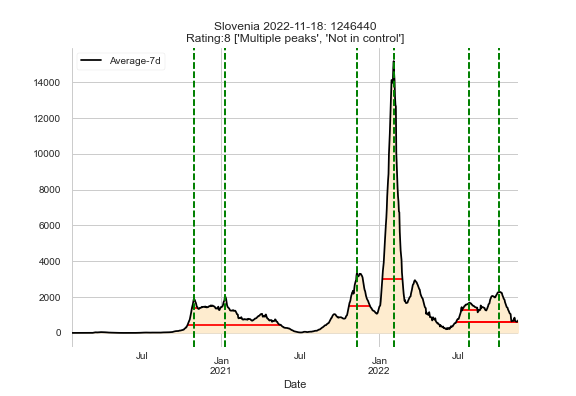 Slovenia 2022-11-18: 1246440
Rating:8 ['Multiple peaks', 'Not in control']
Average-7d
14000
12000
10000
8000
6000
4000
2000
0
Jul
Jan
2021
Jul
Jan
2022
Jul
Date